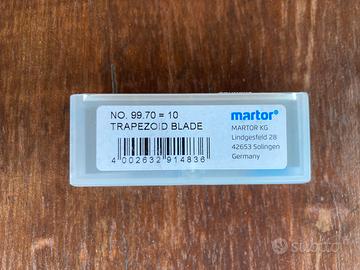 NO. 99.70 = 10
TRAPEZOID BLADE
4 002632 914836
martor
MARTOR KG
Lindgesfeld 28
42653 Solingen
Germany
subito